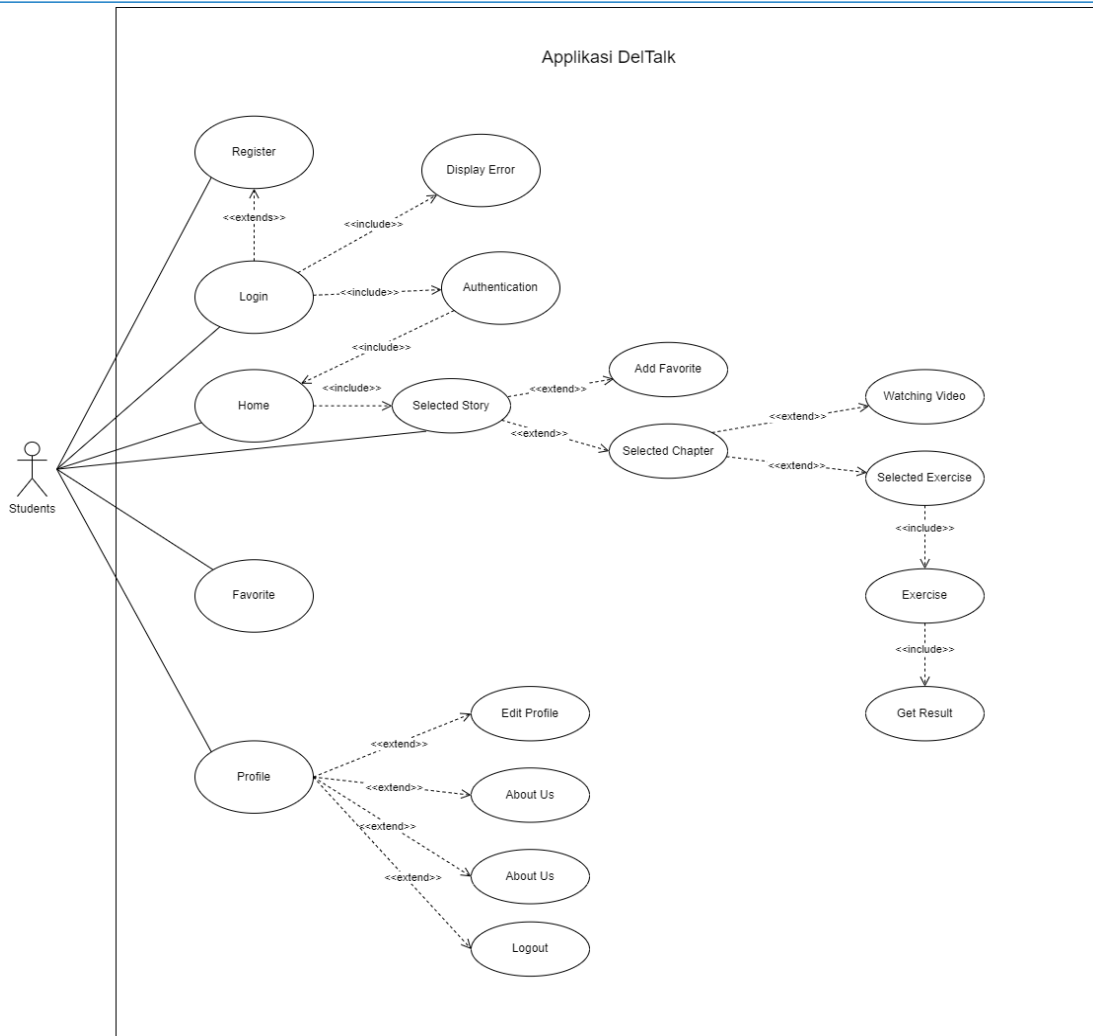 Applikasi DelTalk
Register
Display Error
<<extends>>
<<include>>
Login
<<include>>
Authentication
<<include>>
Home
<<include>>
Selected Story
<<extend>>
Add Favorite
<<extend>>
Selected Chapter
<<extend>>
Watching Video
<<extend>>
Selected Exercise
<<include>>
Exercise
<<include>>
Get Result
Students
Favorite
Profile
<<extend>>
Edit Profile
<<extend>>
About Us
<<extend>>
About Us
<<extend>>
Logout